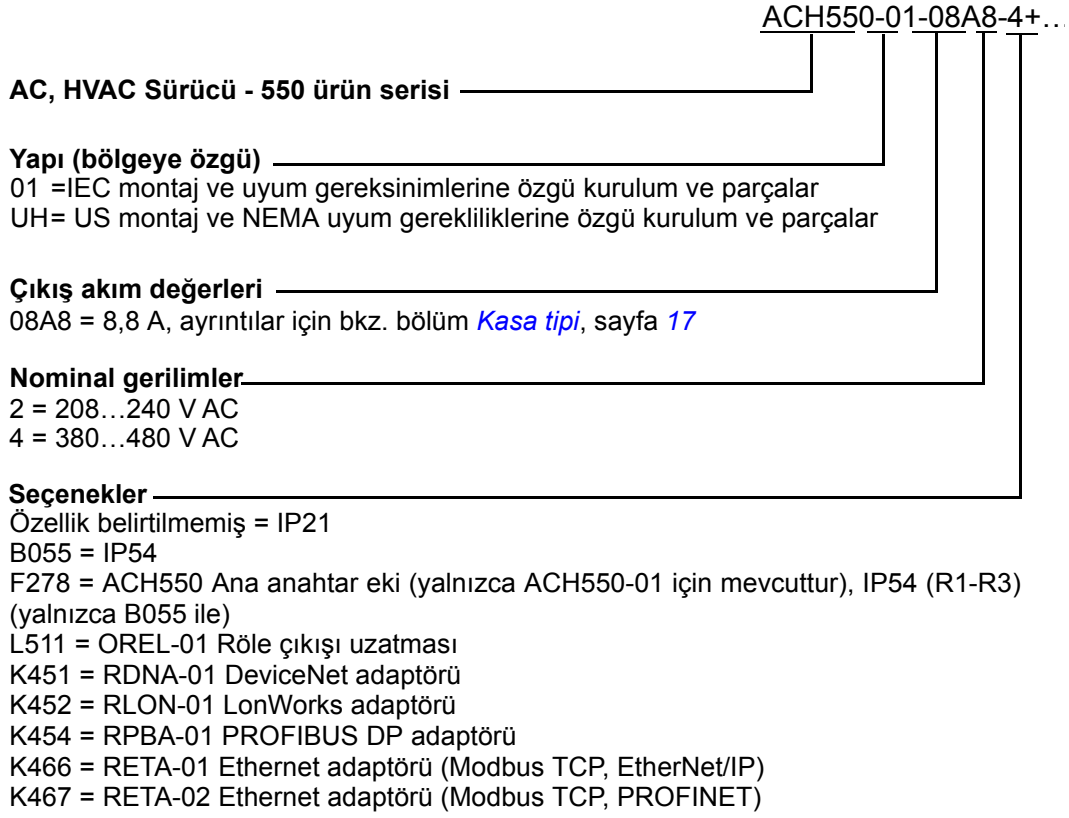 ACH550-01-08A8-4+…
AC, HVAC Sürücü - 550 ürün serisi
Yapı (bölgeye özgü)
01 =IEC montaj ve uyum gereksinimlerine özgü kurulum ve parçalar
UH= US montaj ve NEMA uyum gerekliliklerine özgü kurulum ve parçalar
Çıkış akım değerleri
08A8 = 8,8 A, ayrıntılar için bkz. bölüm Kasa tipi, sayfa 17
Nominal gerilimler
2 = 208…240 V AC
4 = 380…480 V AC
Seçenekler
Özellik belirtilmemiş = IP21
B055 = IP54
F278 = ACH550 Ana anahtar eki (yalnızca ACH550-01 için mevcuttur), IP54 (R1-R3)
(yalnızca B055 ile)
L511 = OREL-01 Röle çıkışı uzatması
K451 = RDNA-01 DeviceNet adaptörü
K452 = RLON-01 LonWorks adaptörü
K454 = RPBA-01 PROFIBUS DP adaptörü
K466 = RETA-01 Ethernet adaptörü (Modbus TCP, EtherNet/IP)
K467 = RETA-02 Ethernet adaptörü (Modbus TCP, PROFINET)